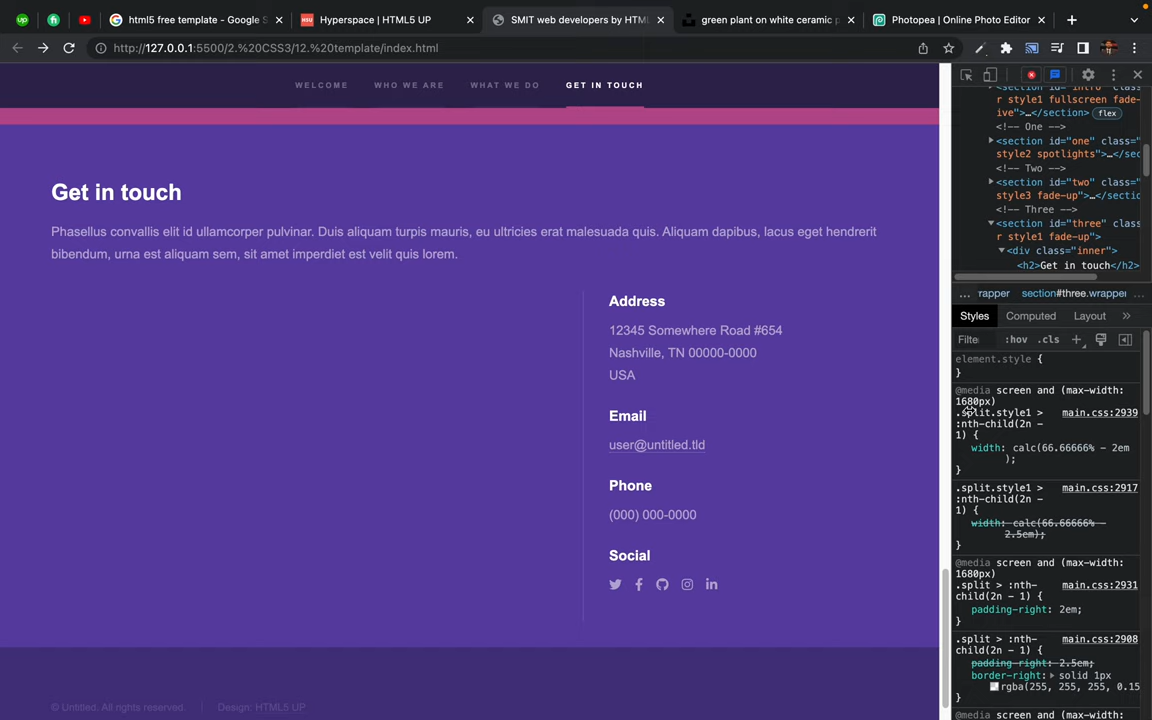 html5 free template - Google S
Hyperspace | HTML5 UP
SMIT web developers by HTM
green plant on white ceramic p
Photopea | Online Photo Editor
http://127.0.0.1:5500/2.%20CSS3/12.%20template/index.html
WELCOME
WHO WE ARE
WHAT WE DO
GET IN TOUCH
Get in touch
Phasellus convallis elit id ullamcorper pulvinar. Duis aliquam turpis mauris, eu ultricies erat malesuada quis. Aliquam dapibus, lacus eget hendrerit
bibendum, urna est aliquam sem, sit amet imperdiet est velit quis lorem.
Address
12345 Somewhere Road #654
Nashville, TN 00000-0000
USA
Email
user@untitled.tld
Phone
(000) 000-0000
Social
© Untitled. All rights reserved.
Design: HTML5 UP
r style1 fullscreen fade-
ive">…</section> flex
<!-- One -->
<section id="one" class="
style2 spotlights">…</sec
<!-- Two -->
<section id="two" class="
style3 fade-up">…</sectio
<!-- Three -->
<section id="three" class=
r style1 fade-up">
<div class="inner">
<h2>Get in touch</h2>
… rapper section#three.wrapper …
Styles Computed Layout »
Filte :hov .cls +
element.style {
}
@media screen and (max-width:
1680px)
.split.style1 > main.css:2939
:nth-child(2n -
1) {
width: calc(66.66666% - 2em
);
}
.split.style1 > main.css:2917
:nth-child(2n -
1) {
width: calc(66.66666% -
2.5em);
}
@media screen and (max-width:
1680px)
.split > :nth- main.css:2931
child(2n - 1) {
padding-right: 2em;
}
.split > :nth- main.css:2908
child(2n - 1) {
padding-right: 2.5em;
border-right: solid 1px
rgba(255, 255, 255, 0.15
}
@media screen and (max-width: